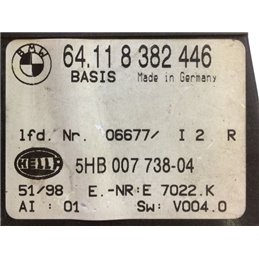 BMW
64.11 8 382 446
BASIS Made in Germany
lfd. Nr. 06677/ I 2 R
HELLA 5HB 007 738-04
51/98 E.-NR:E 7022.K
AI : 01 Sw: V004.0